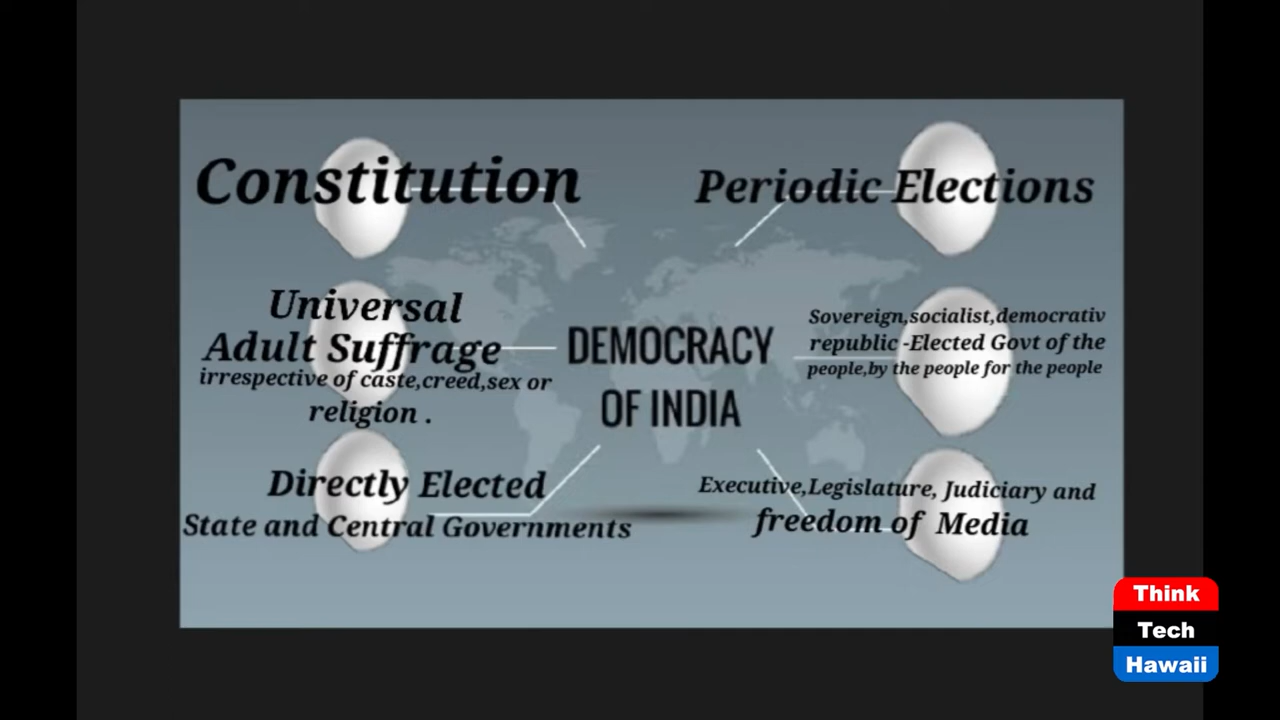 Constitution
Periodic Elections
Universal
Adult Suffrage
irrespective of caste,creed,sex or
religion .
DEMOCRACY
OF INDIA
Sovereign,socialist,democrativ
republic -Elected Govt of the
people,by the people for the people
Directly Elected
State and Central Governments
Executive,Legislature, Judiciary and
freedom of Media
Think
Tech
Hawaii